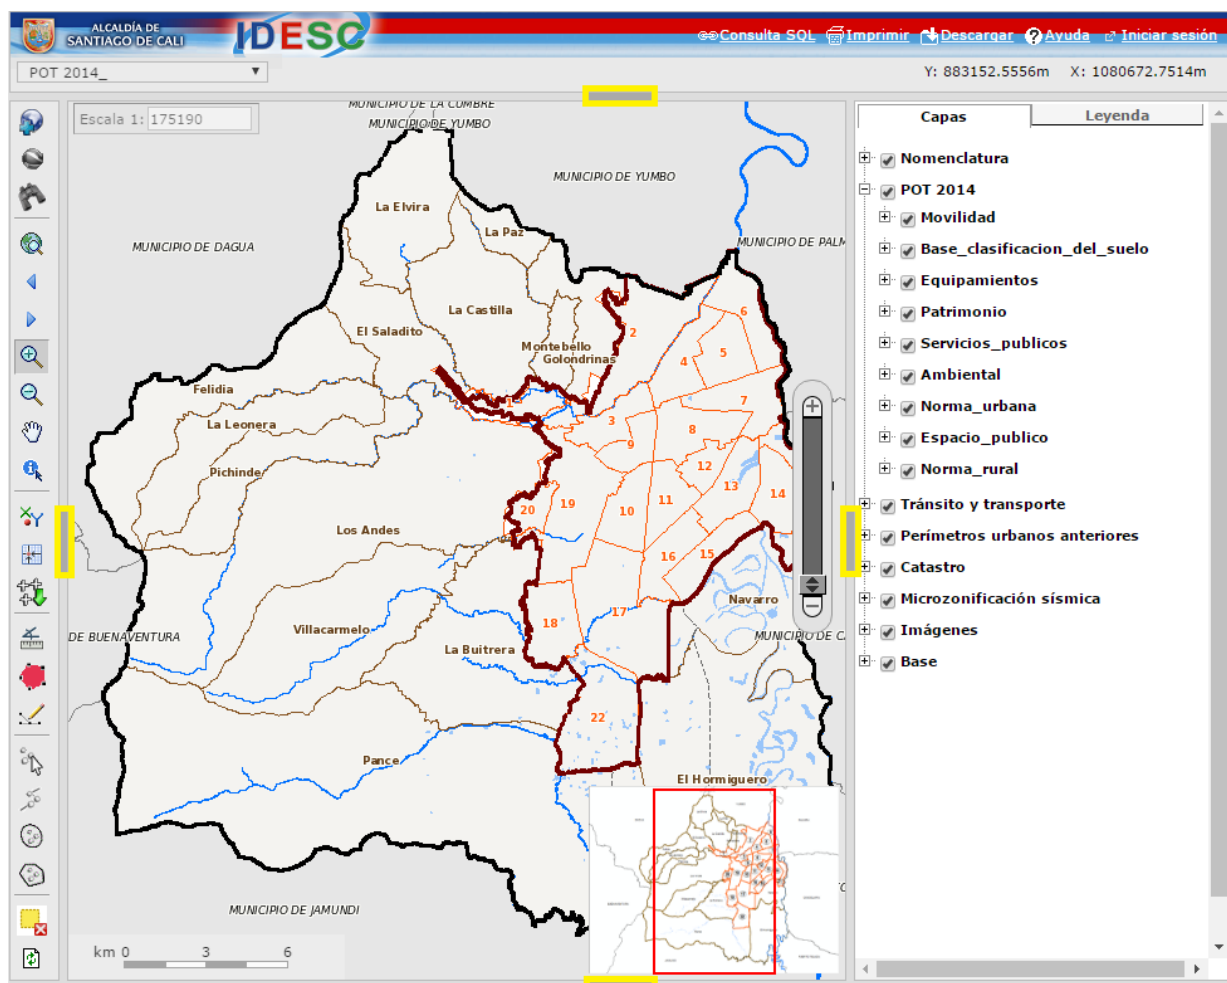 ALCALDÍA DE
SANTIAGO DE CALI
IDESC
Consulta SQL Imprimir Descargar Ayuda Iniciar sesión
POT 2014_
Y: 883152.5556m X: 1080672.7514m
Escala 1: 175190
MUNICIPIO DE LA CUMBRE
MUNICIPIO DE YUMBO
MUNICIPIO DE YUMBO
La Elvira
La Paz
MUNICIPIO DE DAGUA
MUNICIPIO DE PALM
La Castilla
6
El Saladito
2
Montebello
Golondrinas
4
5
Felidia
1
7
La Leonera
3
8
9
Pichinde
12
13
14
Los Andes
20
19
10
11
16
15
Navarro
17
Villacarmelo
18
DE BUENAVENTURA
MUNICIPIO DE CA
La Buitrera
22
Pance
El Hormiguero
MUNICIPIO DE JAMUNDI
km 0 3 6
Capas Leyenda
Nomenclatura
POT 2014
Movilidad
Base_clasificacion_del_suelo
Equipamientos
Patrimonio
Servicios_publicos
Ambiental
Norma_urbana
Espacio_publico
Norma_rural
Tránsito y transporte
Perímetros urbanos anteriores
Catastro
Microzonificación sísmica
Imágenes
Base